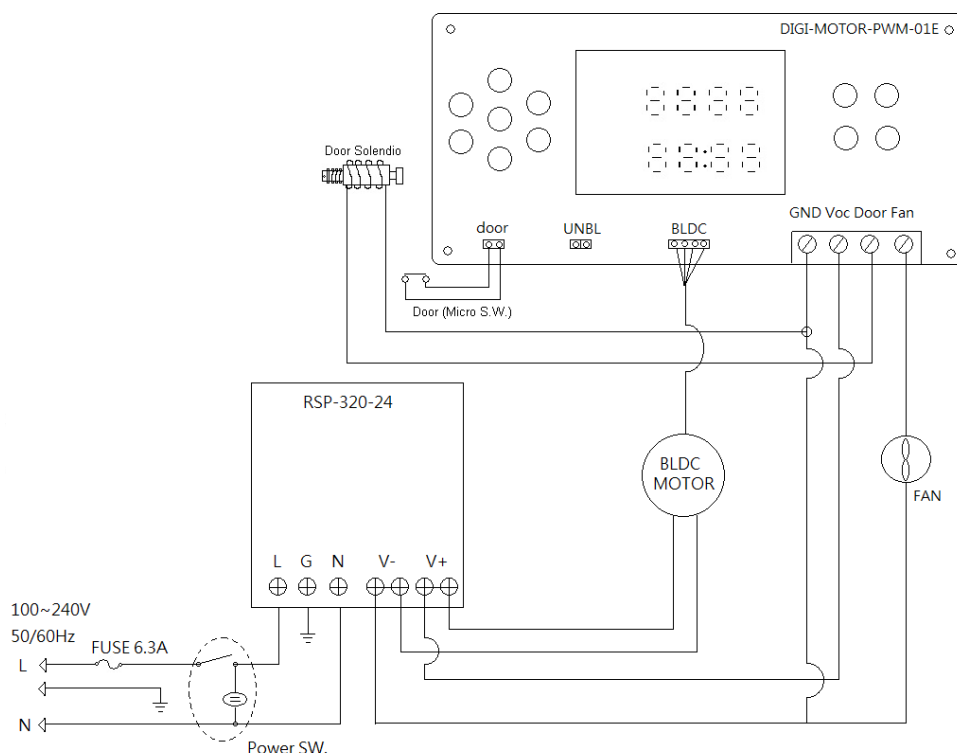 DIGI-MOTOR-PWM-01E
Door Solendio
GND Voc Door Fan
door
UNBL
BLDC
Door (Micro S.W.)
RSP-320-24
BLDC
MOTOR
FAN
L G N V- V+
100~240V
50/60Hz
FUSE 6.3A
L
N
Power SW.